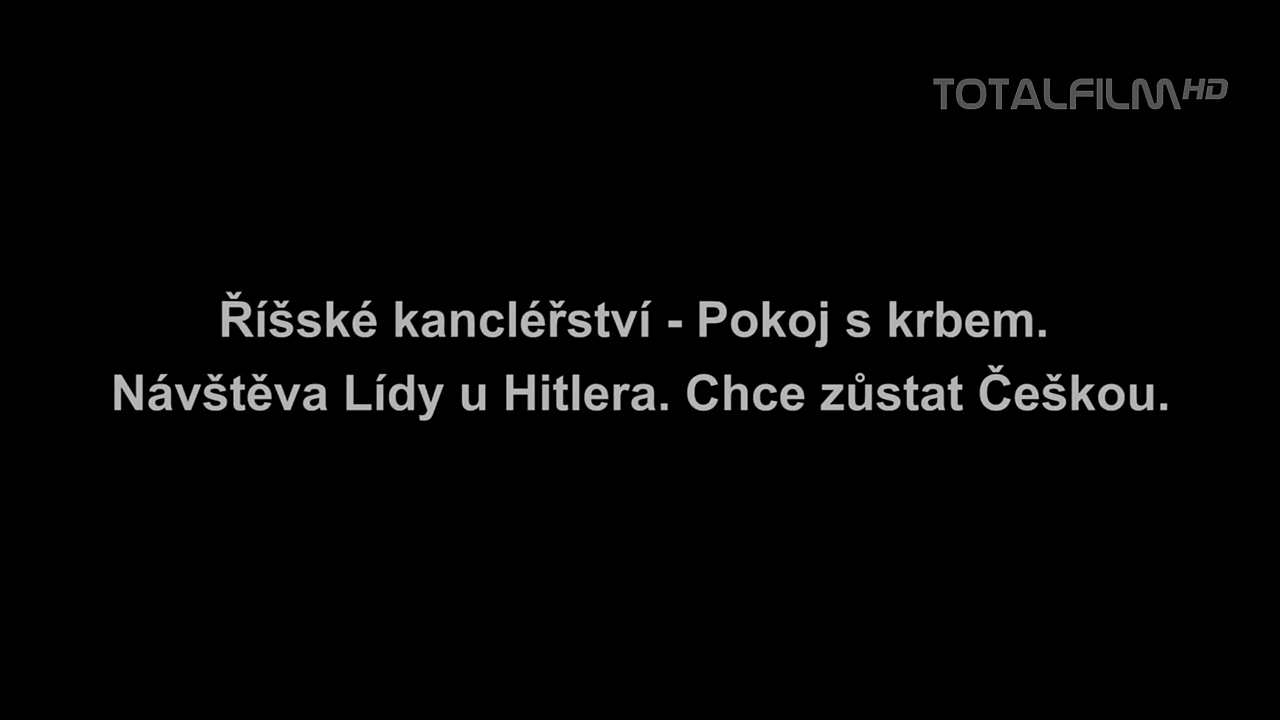 TOTALFILMHD
Říšské kancléřství - Pokoj s krbem.
Návštěva Lídy u Hitlera. Chce zůstat Češkou.